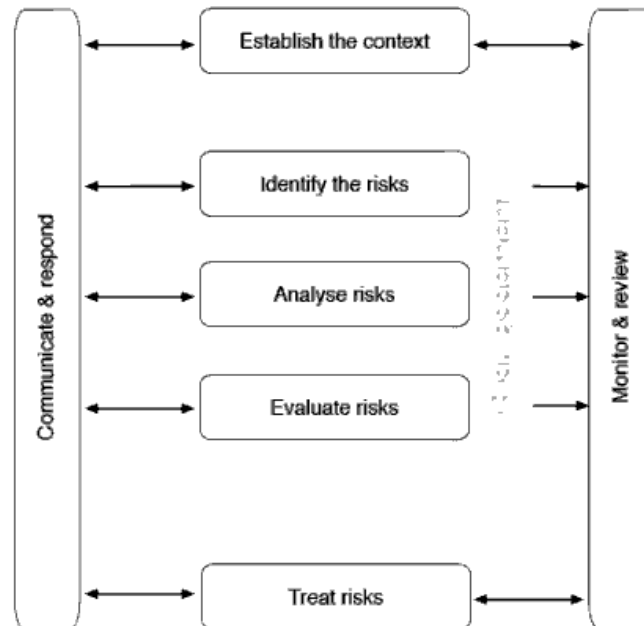 Establish the context
Identify the risks
Analyse risks
Evaluate risks
Treat risks
Communicate & respond
Monitor & review